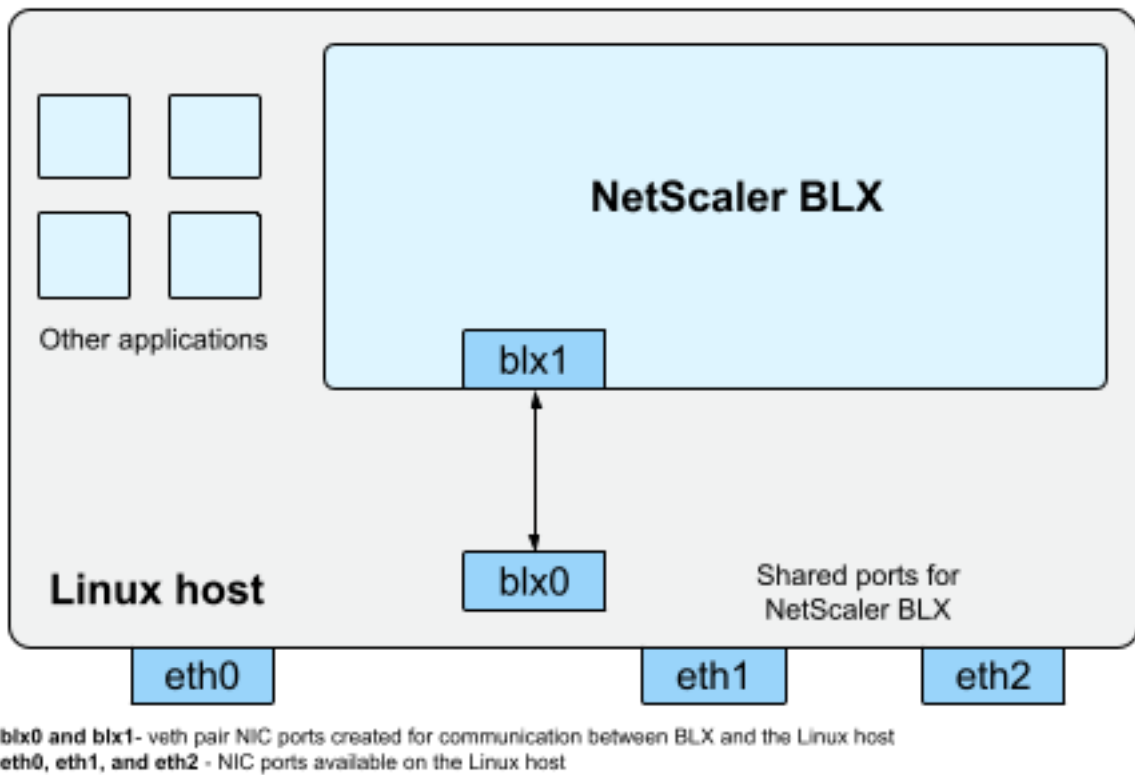 NetScaler BLX
Other applications
blx1
blx0
Linux host
Shared ports for
NetScaler BLX
eth0
eth1
eth2
blx0 and blx1- veth pair NIC ports created for communication between BLX and the Linux host
eth0, eth1, and eth2 - NIC ports available on the Linux host